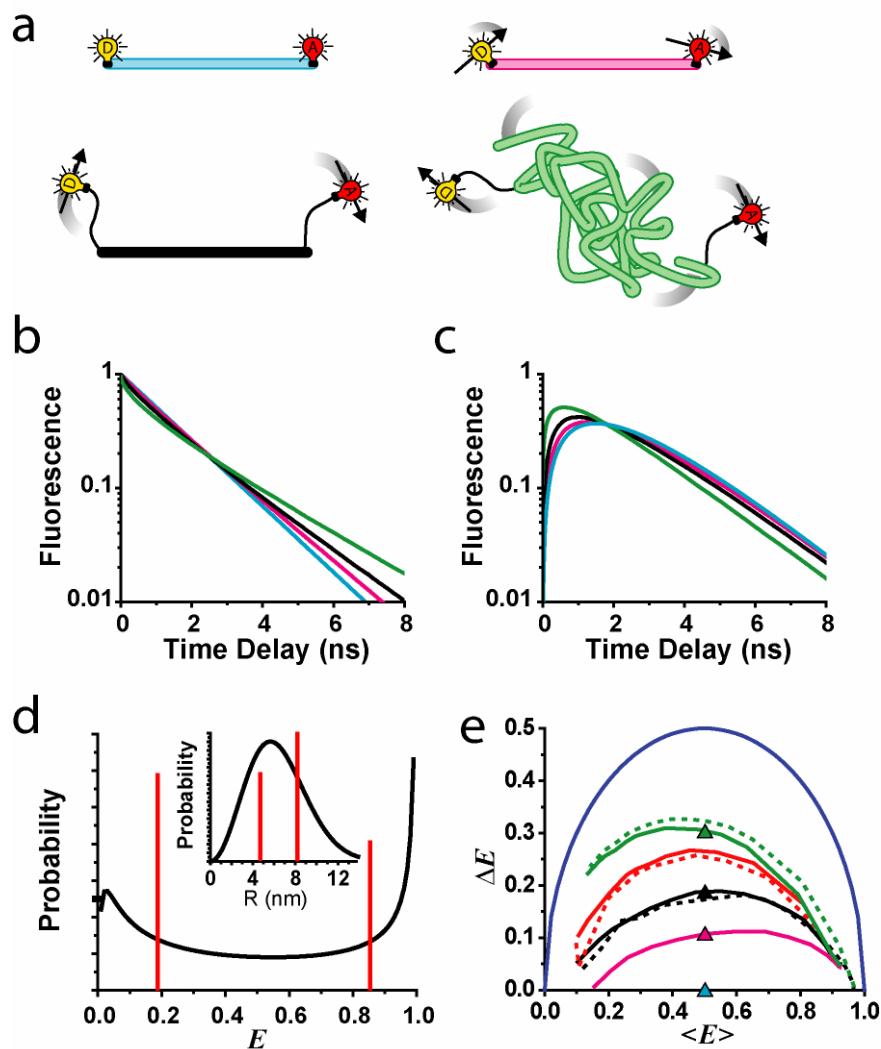 a
D
A
D
A
D
A
D
A
b
Fluorescence
1
0.1
0.01
0
2
4
6
8
Time Delay (ns)
c
Fluorescence
1
0.1
0.01
0
2
4
6
8
Time Delay (ns)
d
Probability
0.0
0.2
0.4
0.6
0.8
1.0
E
Probability
0
4
8
12
R (nm)
e
ΔE
0.5
0.4
0.3
0.2
0.1
0.0
0.0
0.2
0.4
0.6
0.8
1.0
<E>